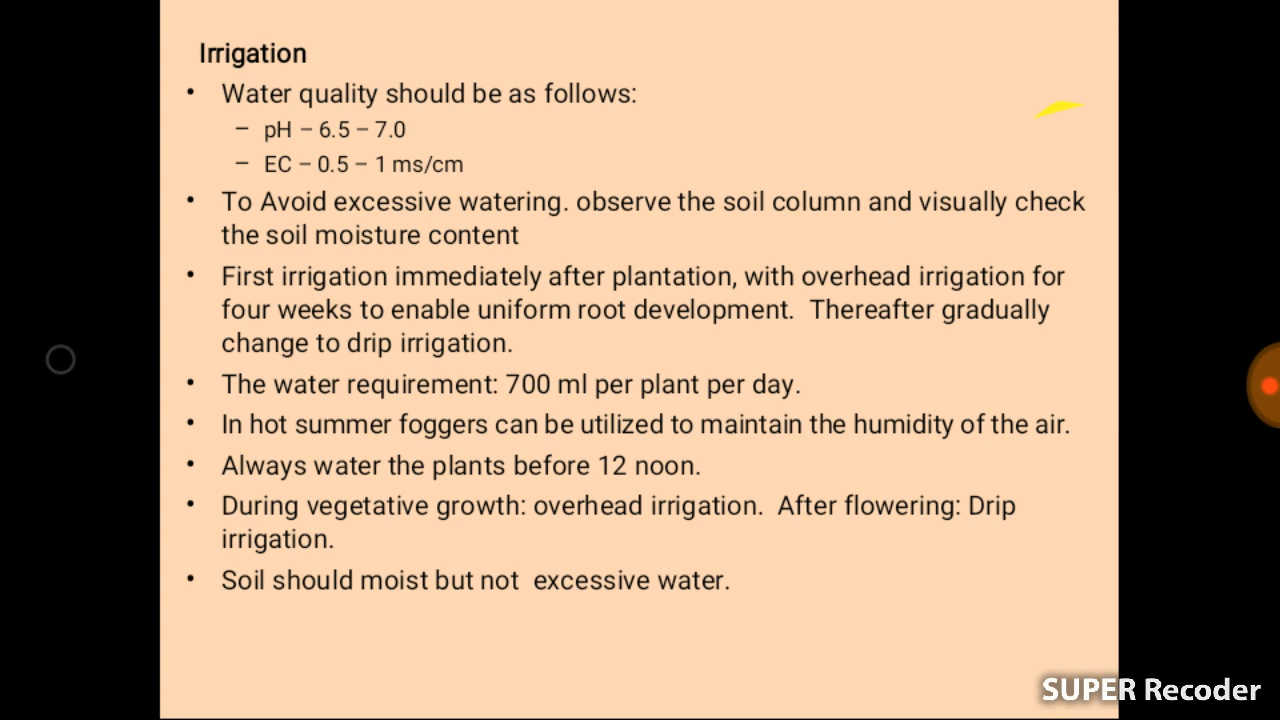 Irrigation
• Water quality should be as follows:
– pH – 6.5 – 7.0
– EC – 0.5 – 1 ms/cm
• To Avoid excessive watering. observe the soil column and visually check
the soil moisture content
• First irrigation immediately after plantation, with overhead irrigation for
four weeks to enable uniform root development.  Thereafter gradually
change to drip irrigation.
• The water requirement: 700 ml per plant per day.
• In hot summer foggers can be utilized to maintain the humidity of the air.
• Always water the plants before 12 noon.
• During vegetative growth: overhead irrigation.  After flowering: Drip
irrigation.
• Soil should moist but not  excessive water.
SUPER Recoder